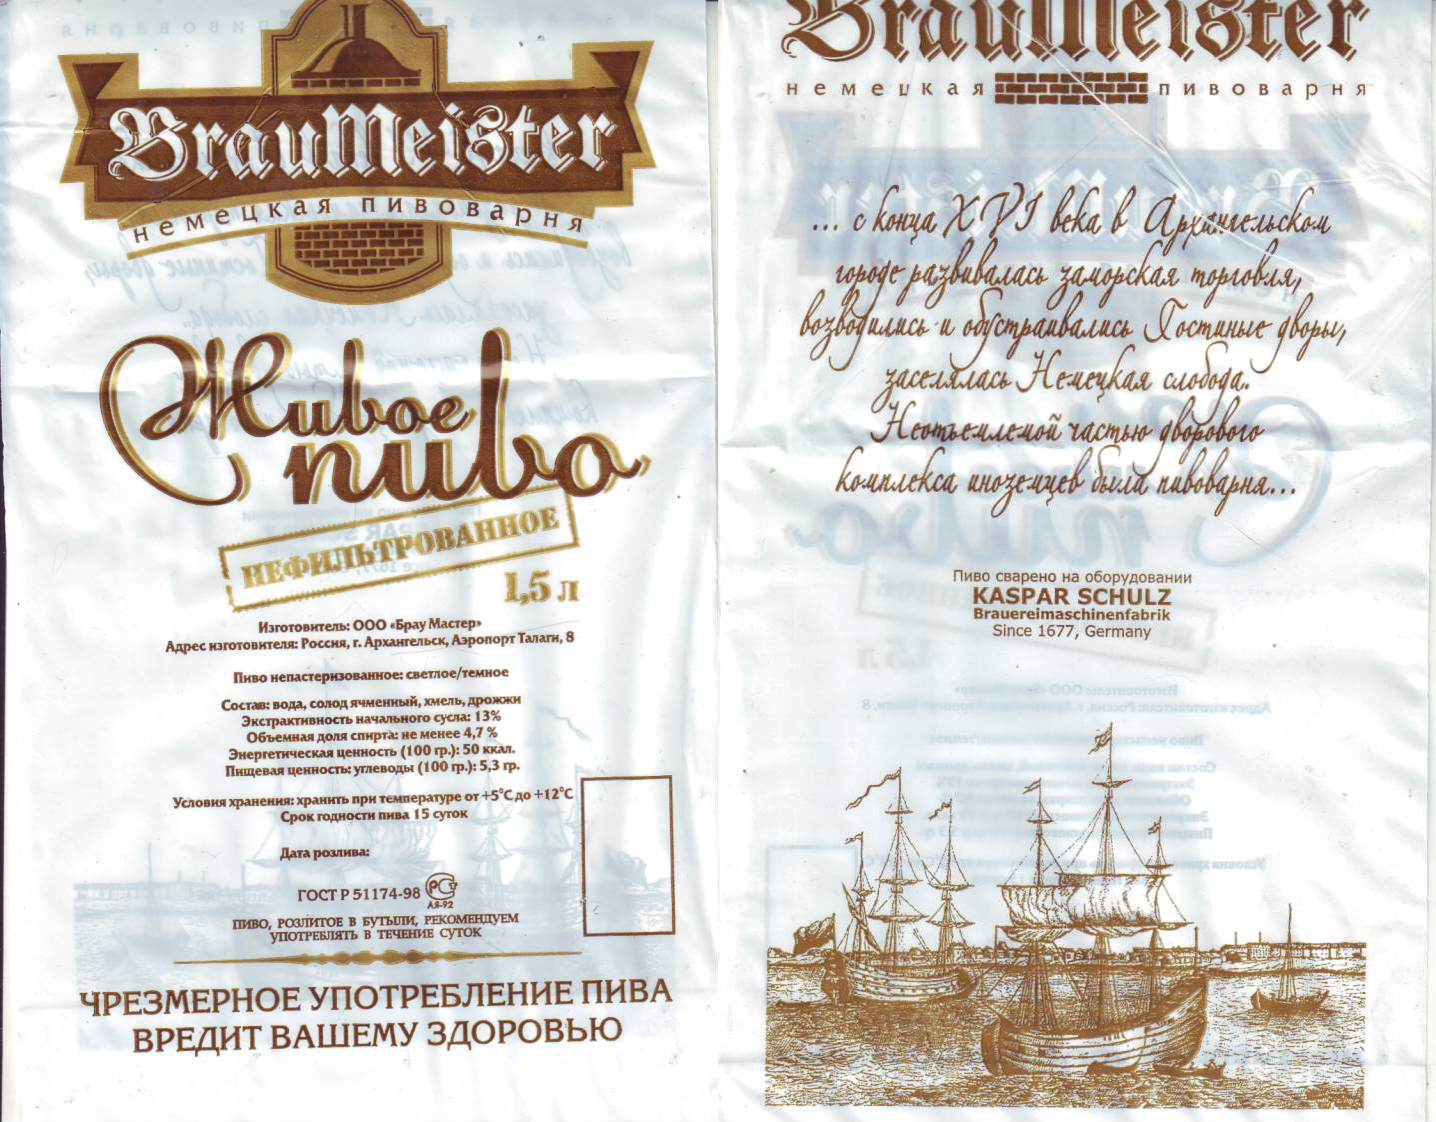 BrauMeister
немецкая пивоварня
Живое
пиво
НЕФИЛЬТРОВАННОЕ
1,5 л
Изготовитель: ООО «Брау Мастер»
Адрес изготовителя: Россия, г. Архангельск, Аэропорт Талаги, 8
Пиво непастеризованное: светлое/темное
Состав: вода, солод ячменный, хмель, дрожжи
Экстрактивность начального сусла: 13%
Объемная доля спирта: не менее 4,7 %
Энергетическая ценность (100 гр.): 50 ккал.
Пищевая ценность: углеводы (100 гр.): 5,3 гр.
Условия хранения: хранить при температуре от +5°С до +12°С
Срок годности пива 15 суток
Дата розлива:
ГОСТ Р 51174-98
АЯ-92
ПИВО, РОЗЛИТОЕ В БУТЫЛИ, РЕКОМЕНДУЕМ
УПОТРЕБЛЯТЬ В ТЕЧЕНИЕ СУТОК
ЧРЕЗМЕРНОЕ УПОТРЕБЛЕНИЕ ПИВА
ВРЕДИТ ВАШЕМУ ЗДОРОВЬЮ
BrauMeister
немецкая пивоварня
... с конца XVI века в Архангельском
городе развивалась заморская торговля,
возводились и обустраивались Гостиные дворы,
заселялась Немецкая слобода.
Неотъемлемой частью дворового
комплекса иноземцев была пивоварня...
Пиво сварено на оборудовании
KASPAR SCHULZ
Brauereimaschinenfabrik
Since 1677, Germany